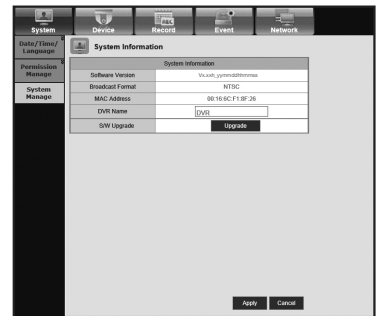 System Device Record Event Network
Date/Time/
Language
Permission
Manage
System
Manage
System Information
System Information
Software Version Vx.xxh_yymmddhhmmss
Broadcast Format NTSC
MAC Address 00:16:6C:F1:8F:26
DVR Name DVR
S/W Upgrade Upgrade
Apply Cancel